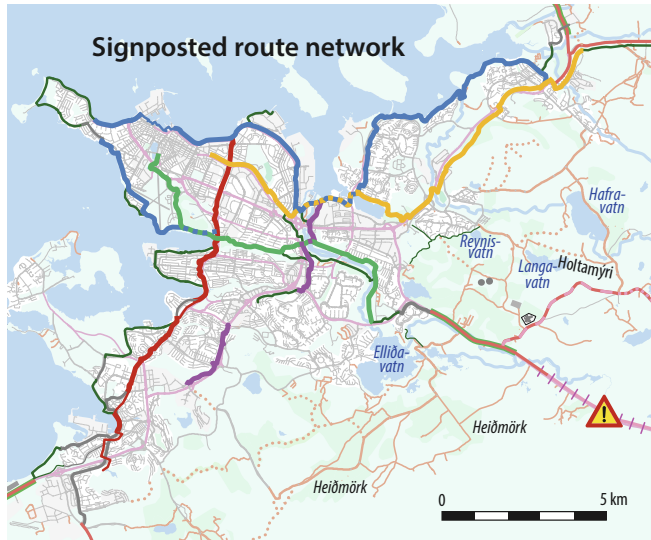 Signposted route network
Hafra-
vatn
Reynis-
vatn
Langa-
vatn
Holtamýri
Elliða-
vatn
!
Heiðmörk
Heiðmörk
0
5 km